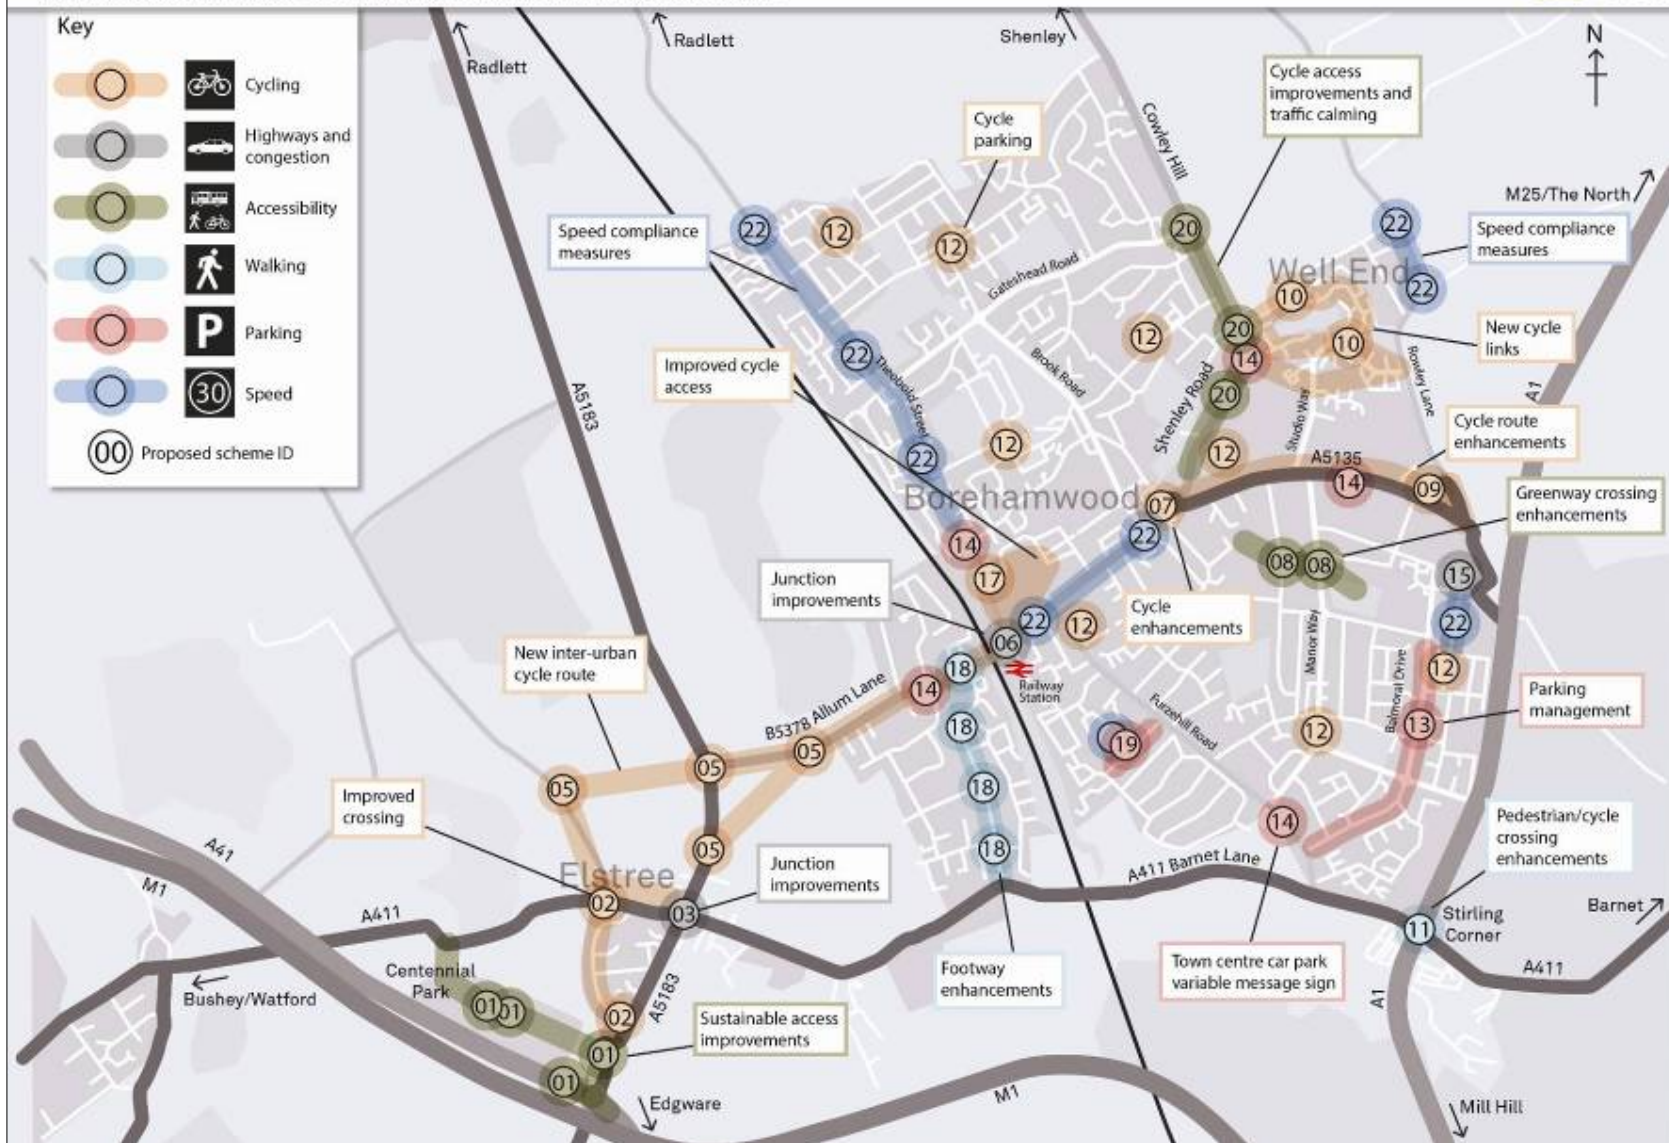 Key
Cycling
Highways and
congestion
Accessibility
Walking
P
Parking
30
Speed
00
Proposed scheme ID
Radlett
Radlett
Shenley
N
Cycle access
improvements and
traffic calming
Cycle
parking
Cowley Hill
M25/The North
Speed compliance
measures
22
12
12
20
22
Speed compliance
measures
Gateshead Road
Well End
22
10
12
20
10
New cycle
links
14
Improved cycle
access
22
Theobold Street
Brook Road
Shenley Road
20
Studio Way
Rowley Lane
A1
A5183
Cycle route
enhancements
12
12
22
A5135
14
09
Borehamwood
07
Greenway crossing
enhancements
22
14
17
08
08
15
Junction
improvements
22
12
Cycle
enhancements
22
06
18
Railway
Station
Manor Way
Balmoral Drive
12
New inter-urban
cycle route
14
B5378 Allum Lane
Parking
management
18
19
Furzehill Road
12
13
05
05
05
Improved
crossing
18
14
05
18
Pedestrian/cycle
crossing
enhancements
A41
M1
Elstree
Junction
improvements
A411 Barnet Lane
02
03
A411
11
Stirling
Corner
Barnet
Centennial
Park
Bushey/Watford
Footway
enhancements
Town centre car park
variable message sign
A411
A5183
A1
01
01
02
Sustainable access
improvements
01
01
Edgware
M1
Mill Hill